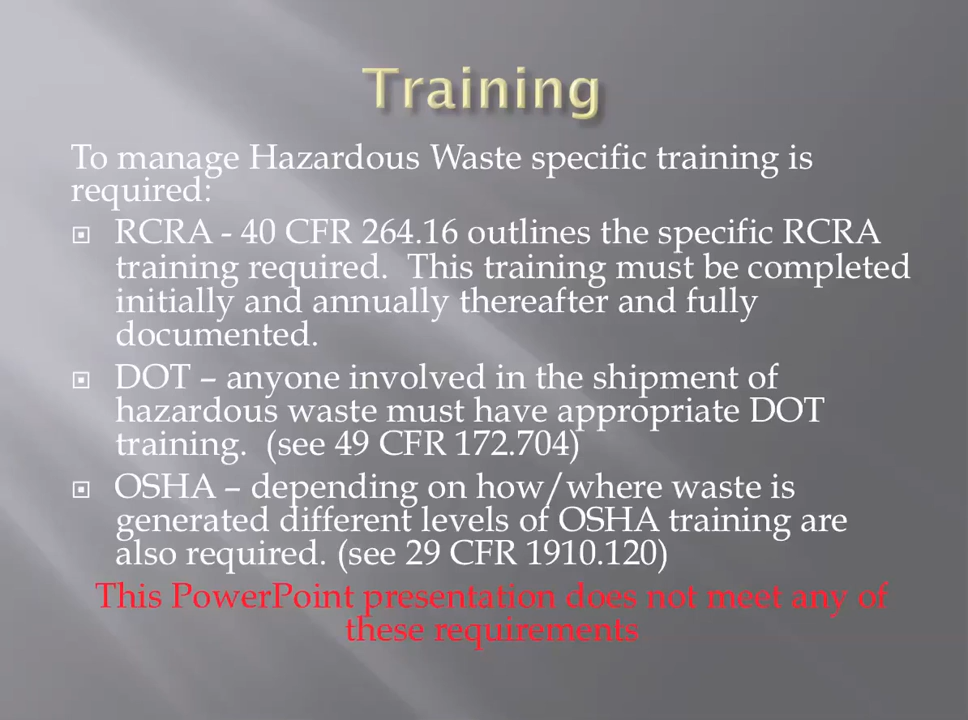 Training
To manage Hazardous Waste specific training is
required:
RCRA - 40 CFR 264.16 outlines the specific RCRA
training required.  This training must be completed
initially and annually thereafter and fully
documented.
DOT – anyone involved in the shipment of
hazardous waste must have appropriate DOT
training.  (see 49 CFR 172.704)
OSHA – depending on how/where waste is
generated different levels of OSHA training are
also required. (see 29 CFR 1910.120)
This PowerPoint presentation does not meet any of
these requirements